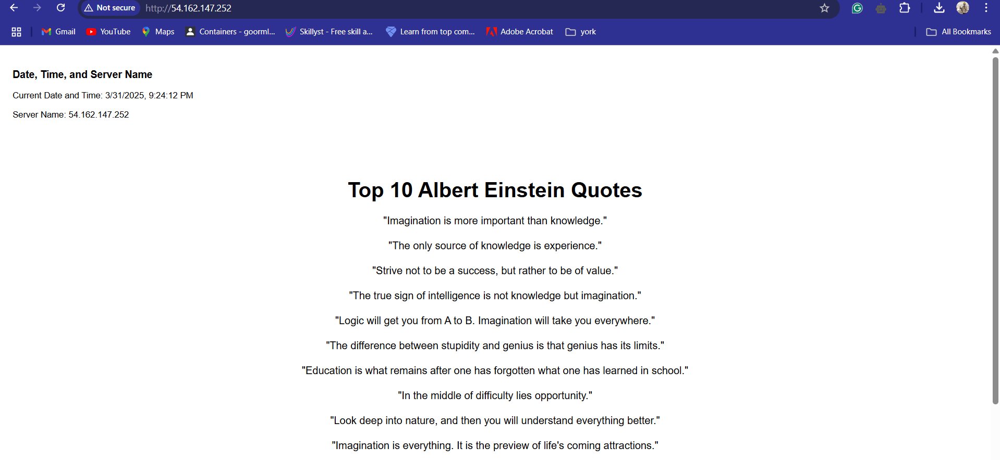 Not secure http://54.162.147.252
Gmail YouTube Maps Containers - goorml... Skillyst - Free skill a... Learn from top com... Adobe Acrobat york All Bookmarks
Date, Time, and Server Name
Current Date and Time: 3/31/2025, 9:24:12 PM
Server Name: 54.162.147.252
Top 10 Albert Einstein Quotes
"Imagination is more important than knowledge."
"The only source of knowledge is experience."
"Strive not to be a success, but rather to be of value."
"The true sign of intelligence is not knowledge but imagination."
"Logic will get you from A to B. Imagination will take you everywhere."
"The difference between stupidity and genius is that genius has its limits."
"Education is what remains after one has forgotten what one has learned in school."
"In the middle of difficulty lies opportunity."
"Look deep into nature, and then you will understand everything better."
"Imagination is everything. It is the preview of life's coming attractions."